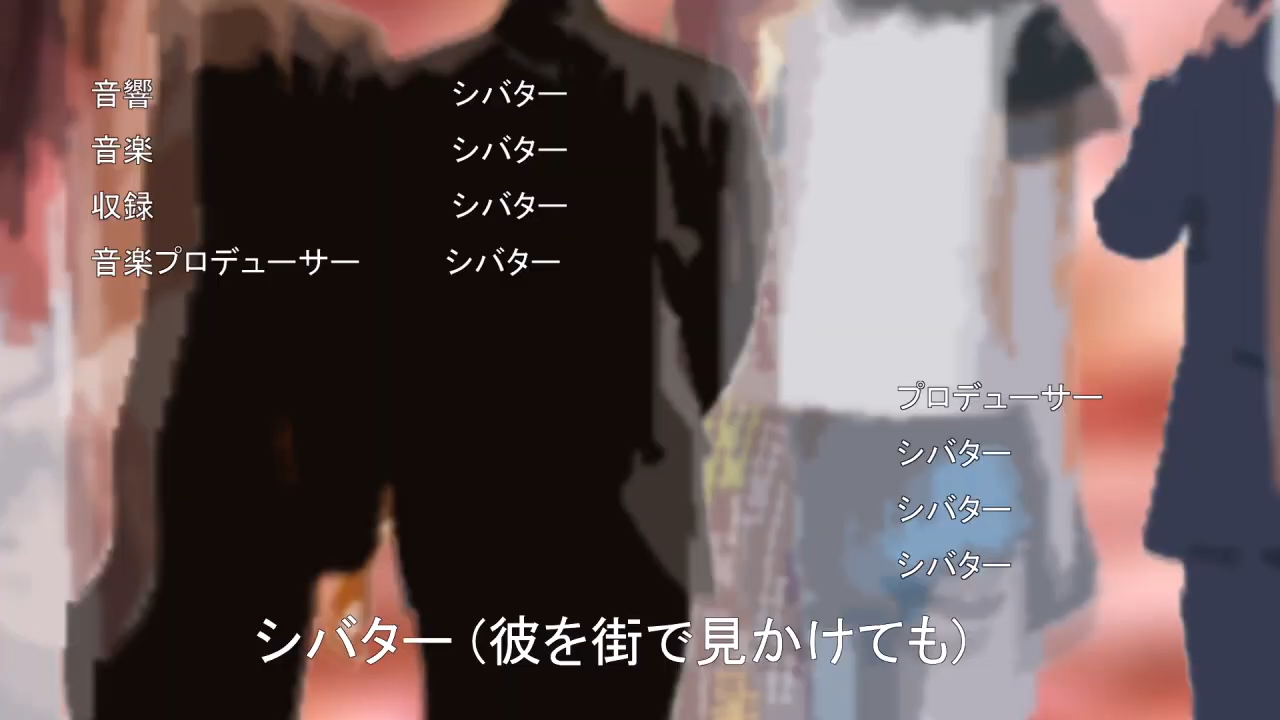 音響 シバター
音楽 シバター
収録 シバター
音楽プロデューサー シバター
プロデューサー
シバター
シバター
シバター
シバター（彼を街で見かけても）